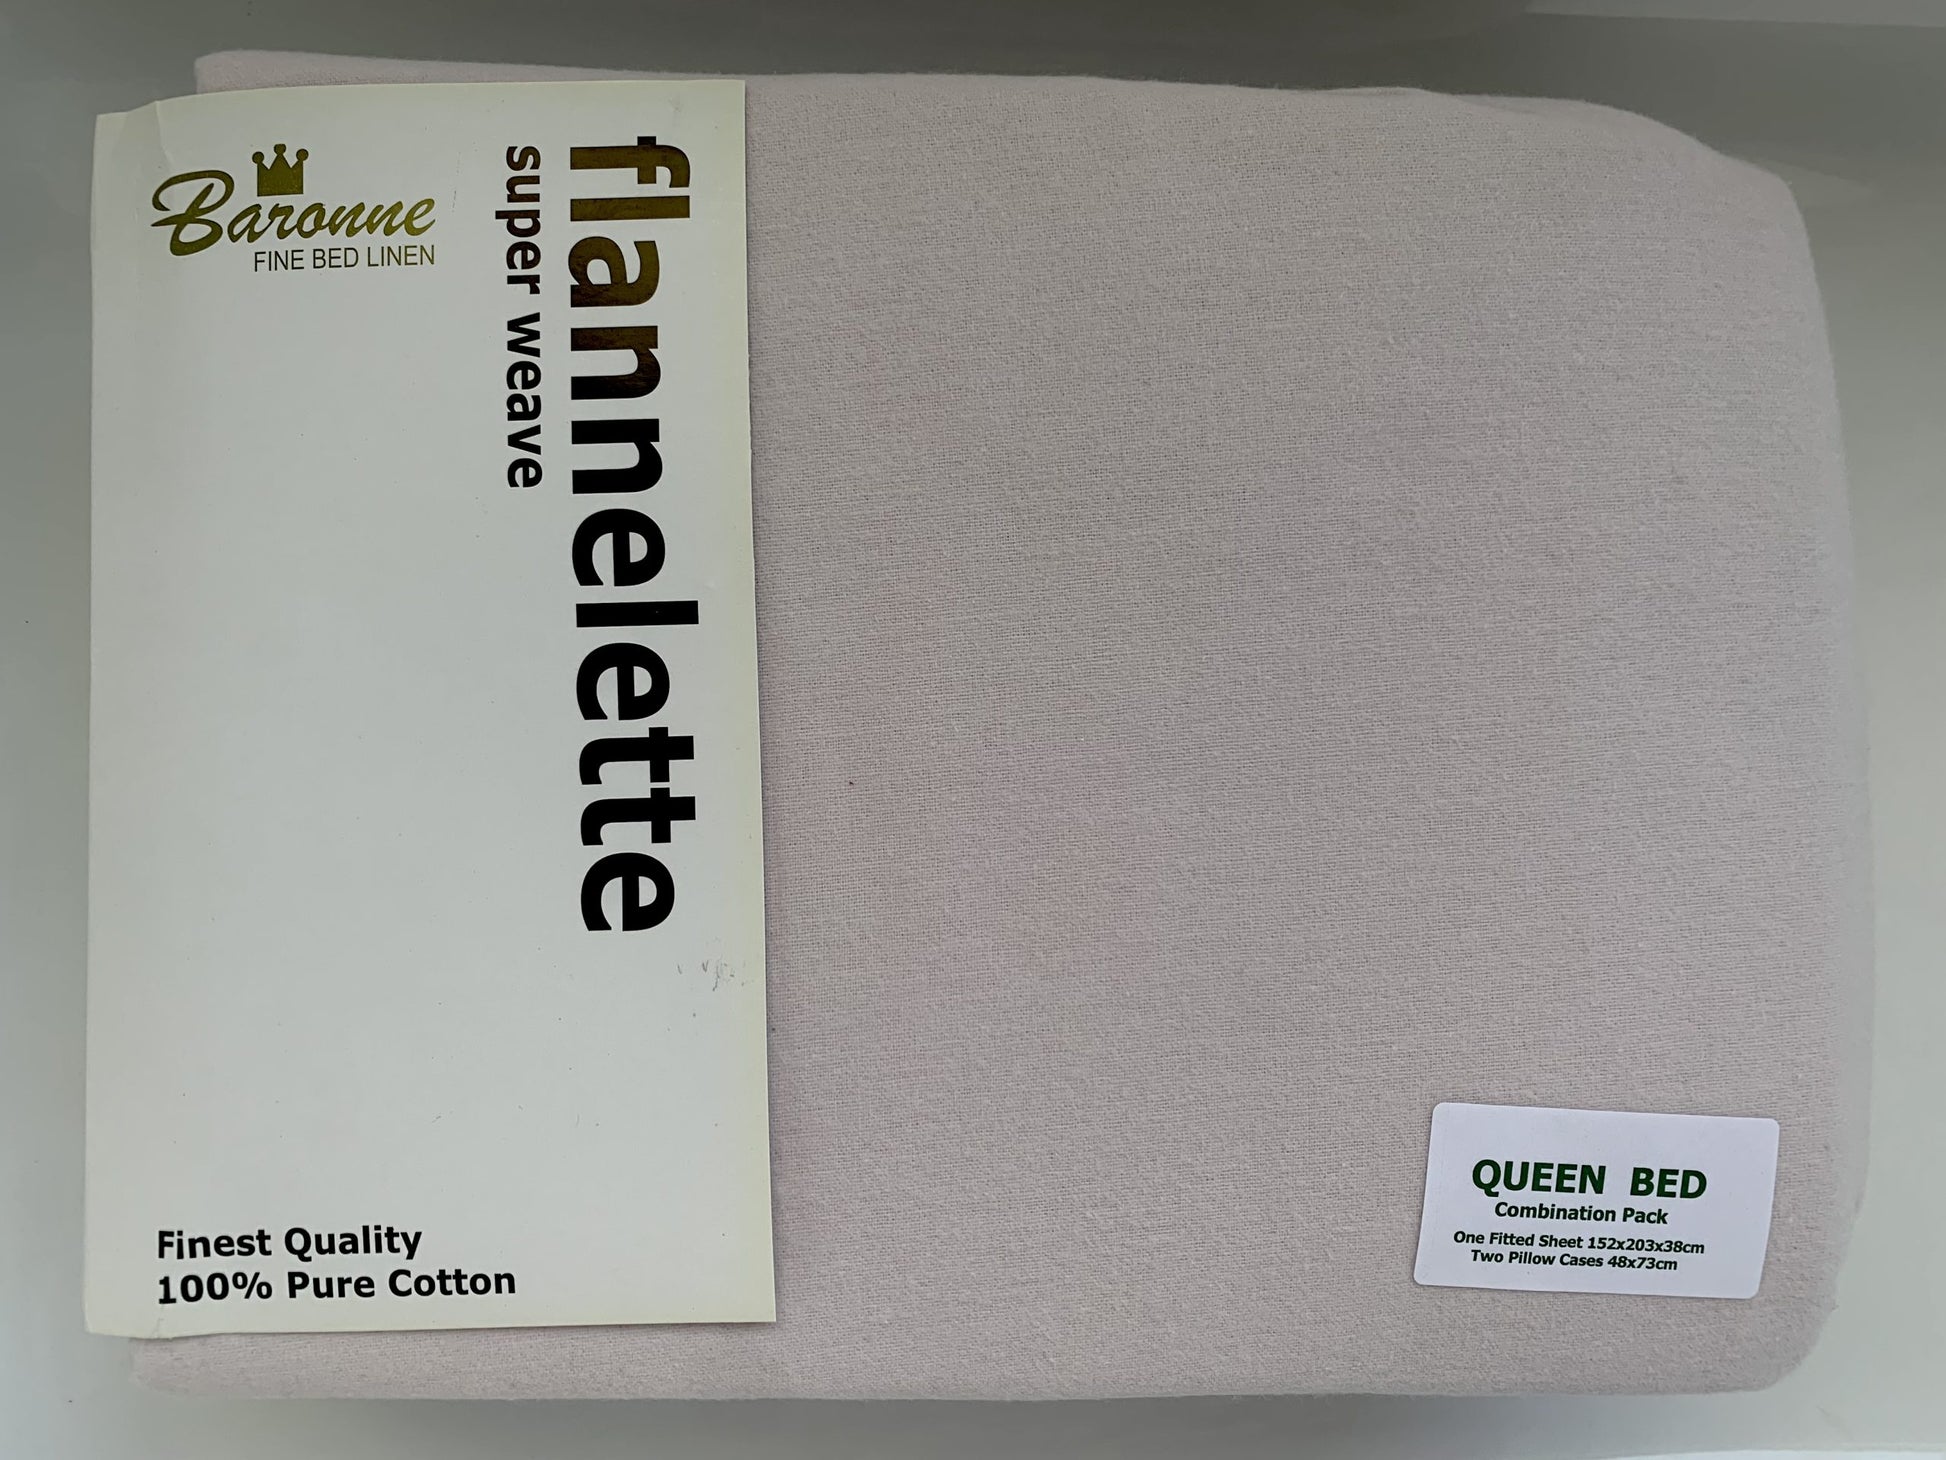 Baronne
FINE BED LINEN
flannelette
super weave
Finest Quality
100% Pure Cotton
QUEEN BED
Combination Pack
One Fitted Sheet 152x203x38cm
Two Pillow Cases 48x73cm